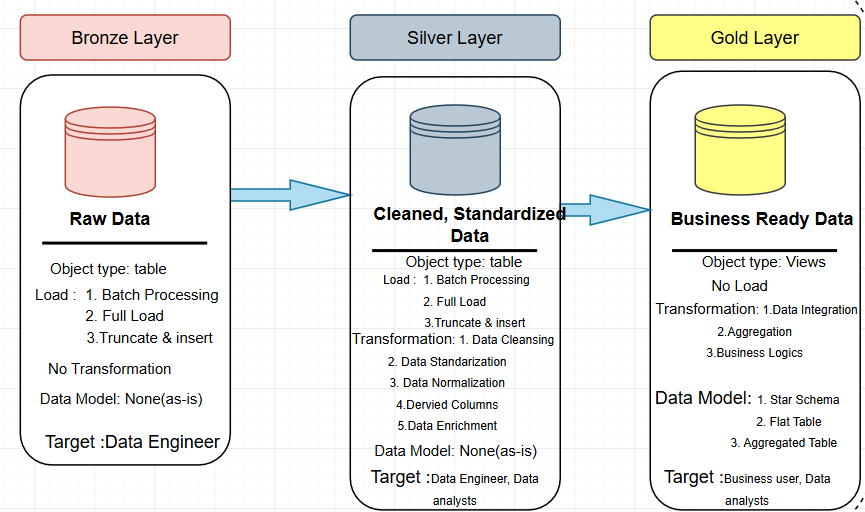 Bronze Layer
Raw Data
Object type: table
Load : 1. Batch Processing
2. Full Load
3.Truncate & insert
No Transformation
Data Model: None(as-is)
Target :Data Engineer
Silver Layer
Cleaned, Standardized
Data
Object type: table
Load : 1. Batch Processing
2. Full Load
3.Truncate & insert
Transformation: 1. Data Cleansing
2. Data Standarization
3. Data Normalization
4.Dervied Columns
5.Data Enrichment
Data Model: None(as-is)
Target :Data Engineer, Data
analysts
Gold Layer
Business Ready Data
Object type: Views
No Load
Transformation: 1.Data Integration
2.Aggregation
3.Business Logics
Data Model: 1. Star Schema
2. Flat Table
3. Aggregated Table
Target :Business user, Data
analysts